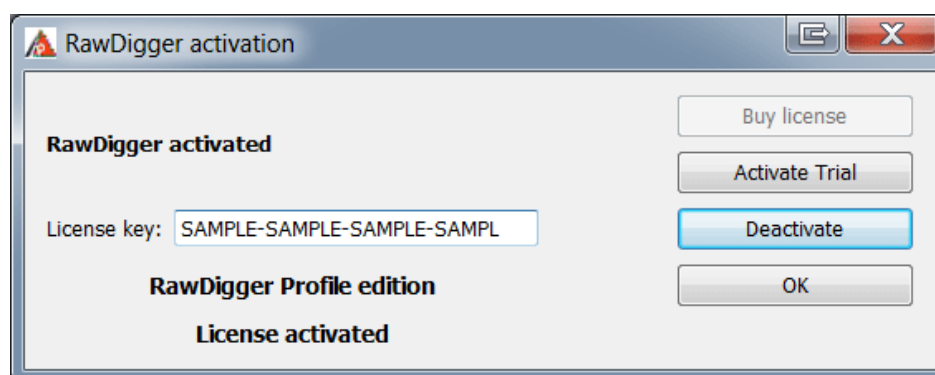 RawDigger activation
Buy license
RawDigger activated
Activate Trial
License key: SAMPLE-SAMPLE-SAMPLE-SAMPL
Deactivate
RawDigger Profile edition
OK
License activated